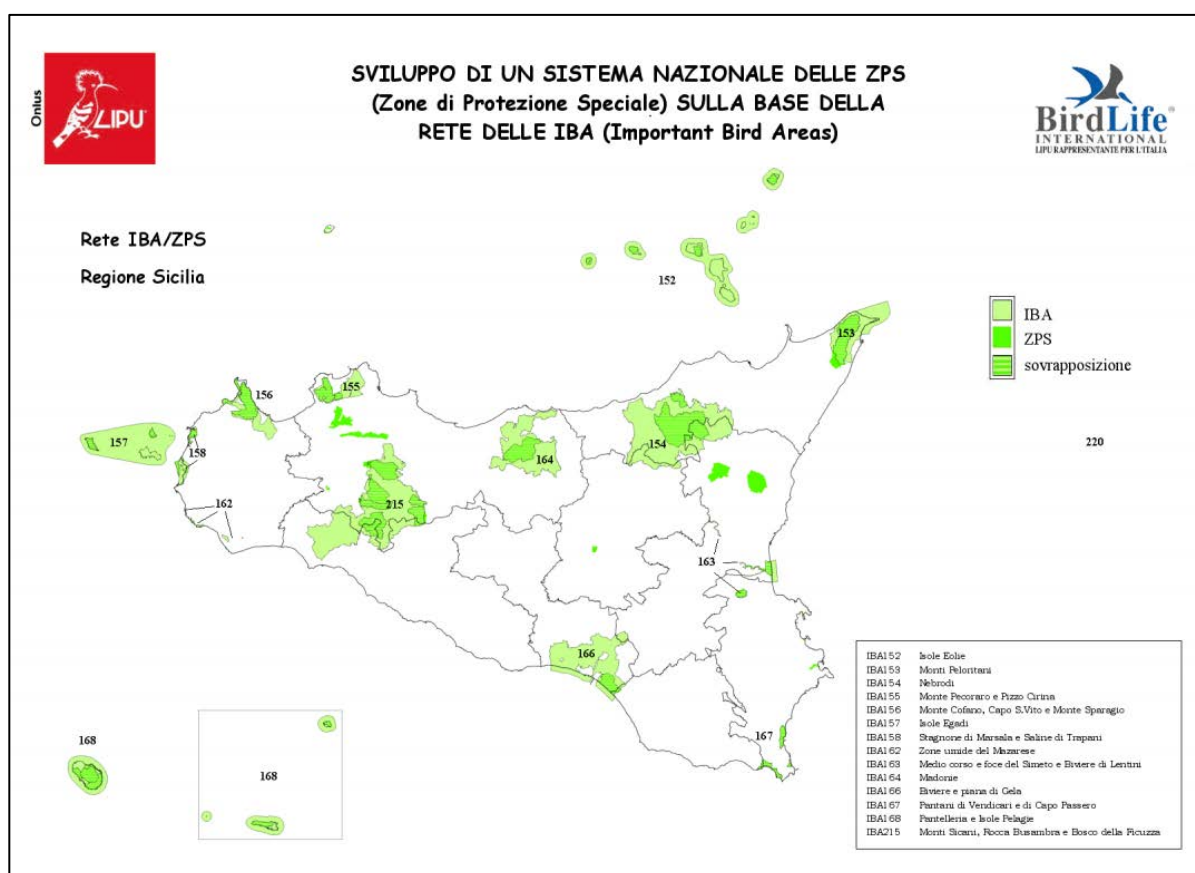 Onlus
LIPU
SVILUPPO DI UN SISTEMA NAZIONALE DELLE ZPS
(Zone di Protezione Speciale) SULLA BASE DELLA
RETE DELLE IBA (Important Bird Areas)
BirdLife
INTERNATIONAL
LIPU RAPPRESENTANTE PER L'ITALIA
Rete IBA/ZPS
Regione Sicilia
152
IBA
ZPS
sovrapposizione
153
155
156
157
158
154
164
220
215
162
163
166
167
168
168
IBA152 Isole Eolie
IBA153 Monti Peloritani
IBA154 Nebrodi
IBA155 Monte Pecoraro e Pizzo Cirina
IBA156 Monte Cofano, Capo S.Vito e Monte Sparagio
IBA157 Isole Egadi
IBA158 Stagnone di Marsala e Saline di Trapani
IBA162 Zone umide del Mazarese
IBA163 Medio corso e foce del Simeto e Biviere di Lentini
IBA164 Madonie
IBA166 Biviere e piana di Gela
IBA167 Pantani di Vendicari e di Capo Passero
IBA168 Pantelleria e Isole Pelagie
IBA215 Monti Sicani, Rocca Busambra e Bosco della Ficuzza